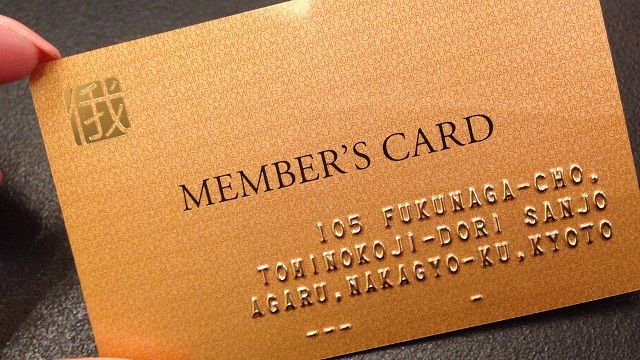 俄
MEMBER'S CARD
105 FUKUNAGA-CHO,
TOMINOKOJI-DORI SANJO
AGARU,NAKAGYO-KU,KYOTO